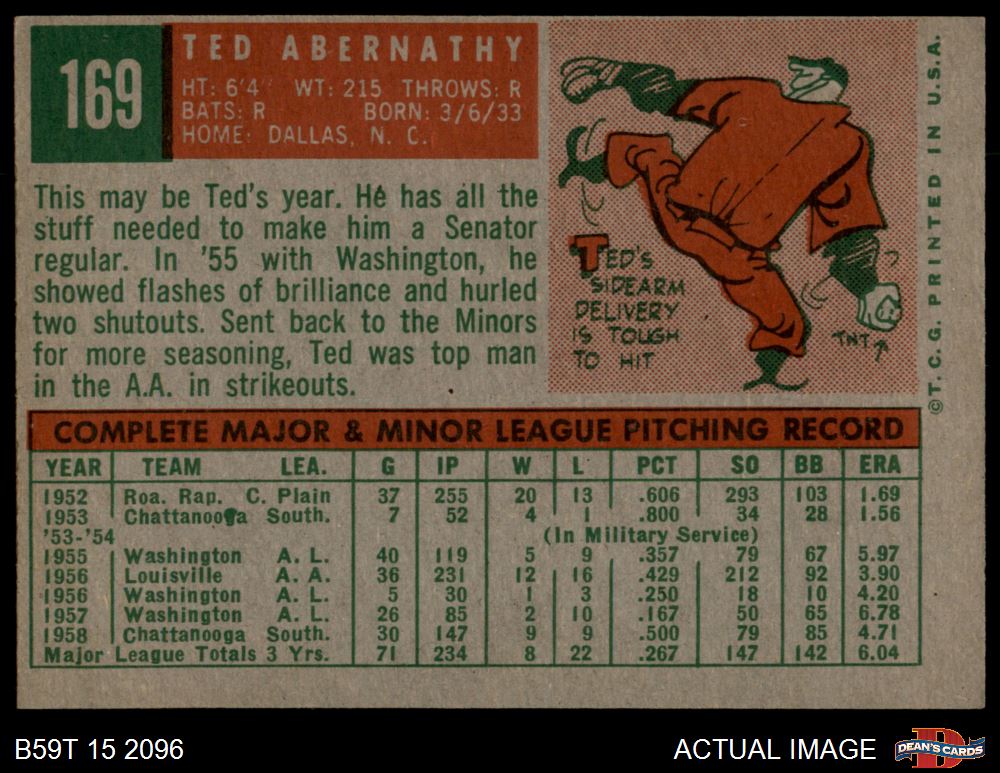 169
TED ABERNATHY
HT: 6'4" WT: 215 THROWS: R
BATS: R BORN: 3/6/33
HOME: DALLAS, N. C.
This may be Ted's year. He has all the
stuff needed to make him a Senator
regular. In '55 with Washington, he
showed flashes of brilliance and hurled
two shutouts. Sent back to the Minors
for more seasoning, Ted was top man
in the A.A. in strikeouts.
TED'S
SIDEARM
DELIVERY
IS TOUGH
TO HIT
TNT
©T. C. G. PRINTED IN U.S.A.
COMPLETE MAJOR & MINOR LEAGUE PITCHING RECORD
YEAR TEAM LEA. G IP W L PCT SO BB ERA
1952 Roa. Rap. C. Plain 37 255 20 13 .606 293 103 1.69
1953 Chattanooga South. 7 52 4 1 .800 34 28 1.56
'53-'54 (In Military Service)
1955 Washington A. L. 40 119 5 9 .357 79 67 5.97
1956 Louisville A. A. 36 231 12 16 .429 212 92 3.90
1956 Washington A. L. 5 30 1 3 .250 18 10 4.20
1957 Washington A. L. 26 85 2 10 .167 50 65 6.78
1958 Chattanooga South. 30 147 9 9 .500 79 85 4.71
Major League Totals 3 Yrs. 71 234 8 22 .267 147 142 6.04
B59T 15 2096
ACTUAL IMAGE
D
DEAN'S CARDS